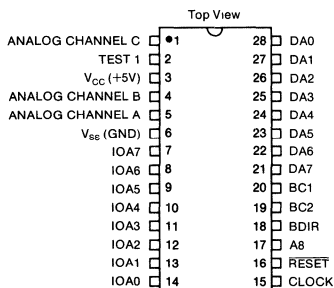 Top View
ANALOG CHANNEL C 1 28 DA0
TEST 1 2 27 DA1
VCC (+5V) 3 26 DA2
ANALOG CHANNEL B 4 25 DA3
ANALOG CHANNEL A 5 24 DA4
VSS (GND) 6 23 DA5
IOA7 7 22 DA6
IOA6 8 21 DA7
IOA5 9 20 BC1
IOA4 10 19 BC2
IOA3 11 18 BDIR
IOA2 12 17 A8
IOA1 13 16 RESET
IOA0 14 15 CLOCK